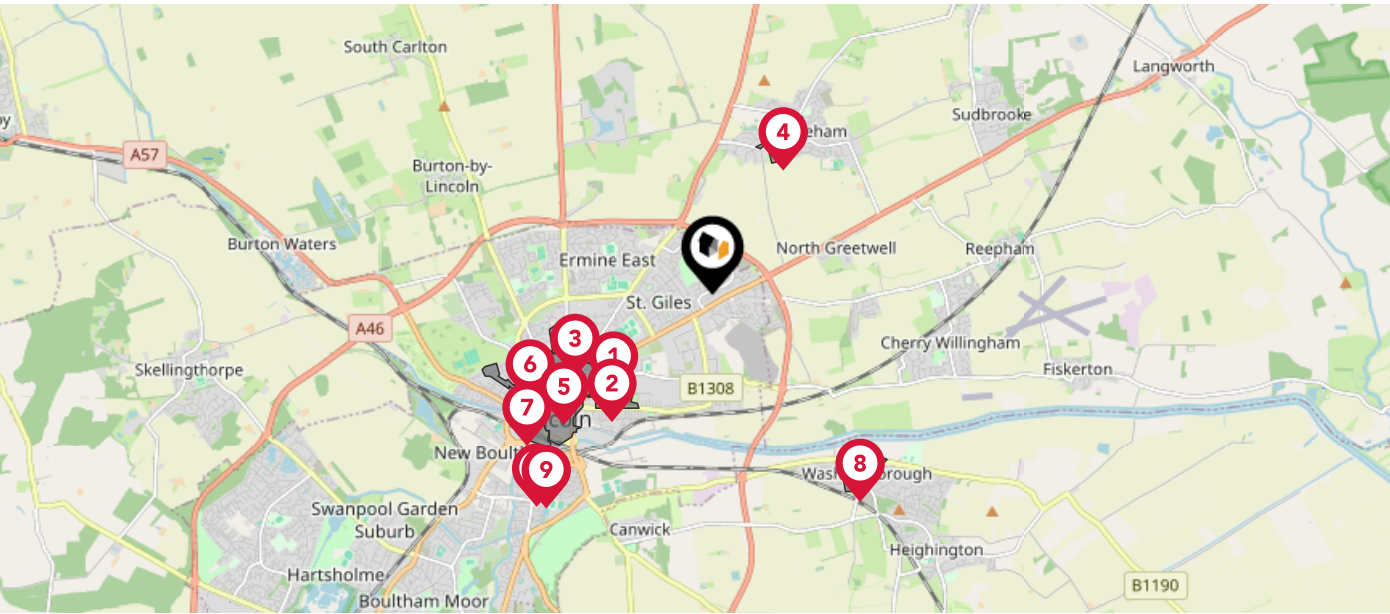 South Carlton
Langworth
Sudbrooke
4
A57
Burton-by-
Lincoln
Burton Waters
North Greetwell
Reepham
Ermine East
St. Giles
A46
3
1
6
Cherry Willingham
Skellingthorpe
Fiskerton
5
2
B1308
7
New Boult
9
8
Swanpool Garden
Suburb
Canwick
Heighington
Hartsholme
B1190
Boultham Moor